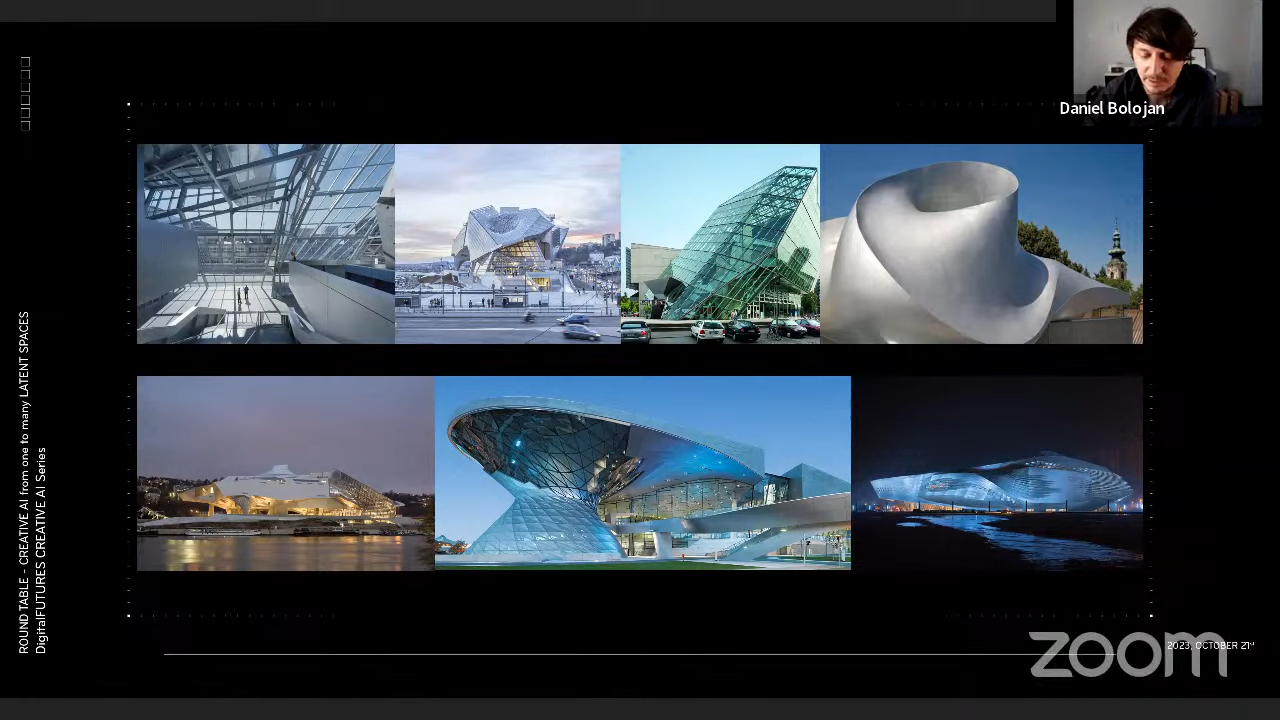 Daniel Bolojan
ROUND TABLE - CREATIVE AI from one to many LATENT SPACES
DigitalFUTURES CREATIVE AI Series
zoom
2023, OCTOBER 21st